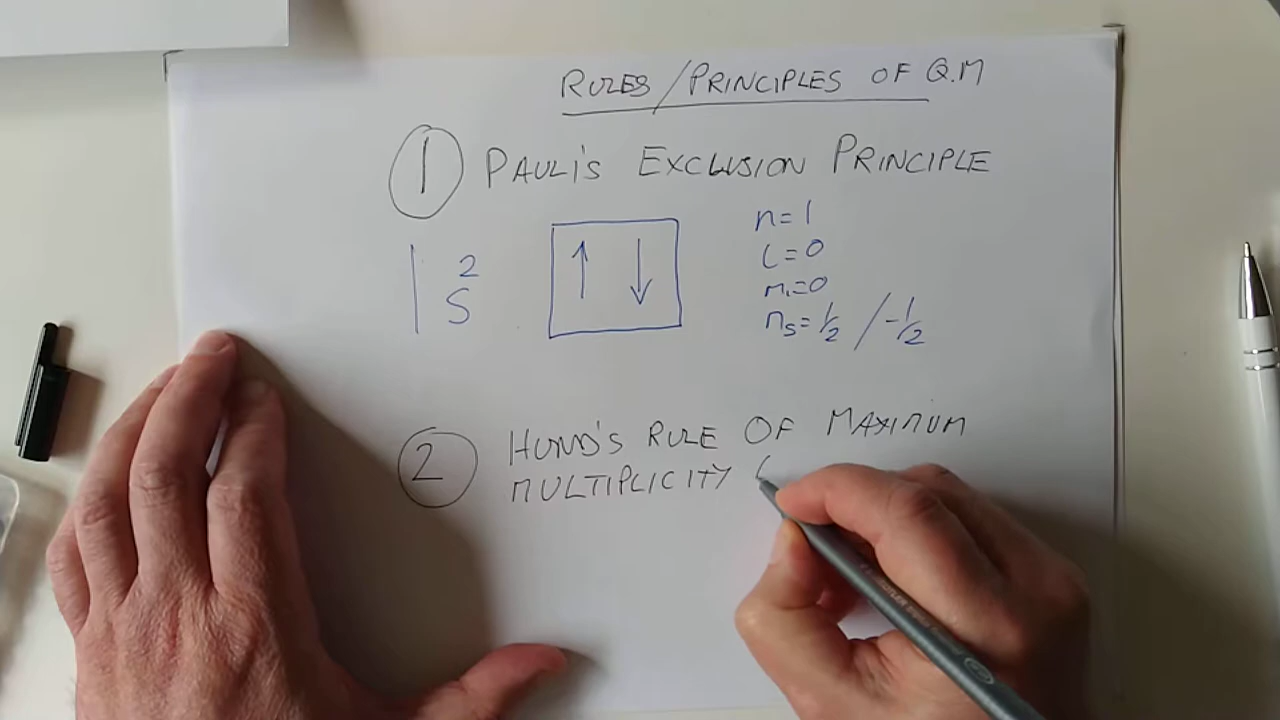 RULES/PRINCIPLES OF Q.M
1 PAULI'S EXCLUSION PRINCIPLE
1s²
↑ ↓
n=1
l=0
mₗ=0
ms=1/2 / -1/2
2 HUND'S RULE OF MAXIMUM
MULTIPLICITY (